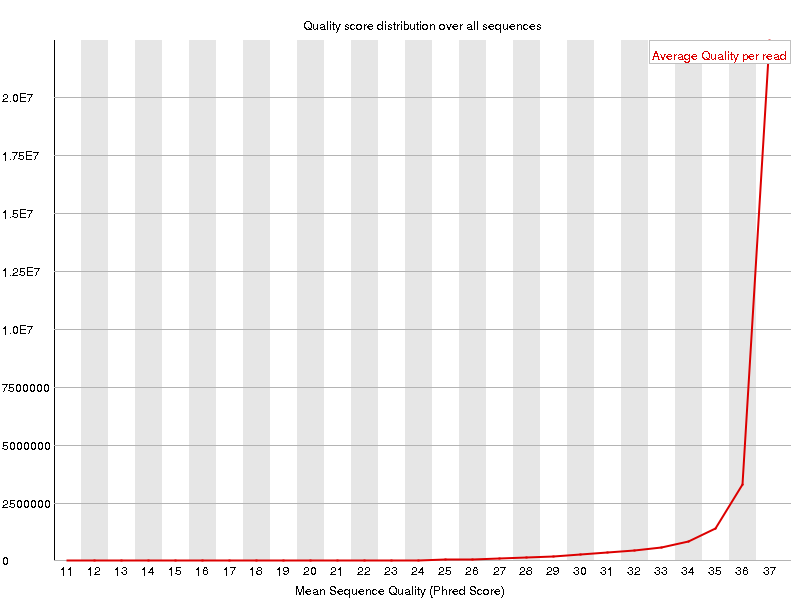 Quality score distribution over all sequences
Average Quality per read
2.0E7
1.75E7
1.5E7
1.25E7
1.0E7
7500000
5000000
2500000
0
11 12 13 14 15 16 17 18 19 20 21 22 23 24 25 26 27 28 29 30 31 32 33 34 35 36 37
Mean Sequence Quality (Phred Score)